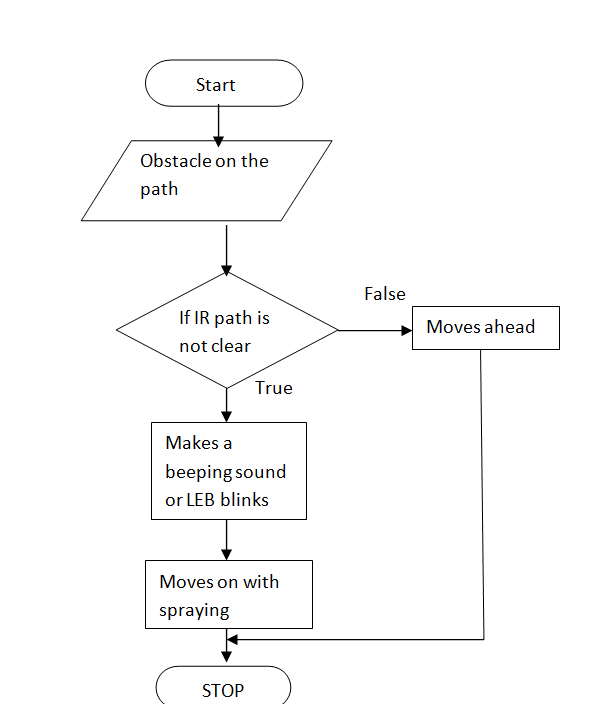 Start
Obstacle on the
path
If IR path is
not clear
False
Moves ahead
True
Makes a
beeping sound
or LEB blinks
Moves on with
spraying
STOP